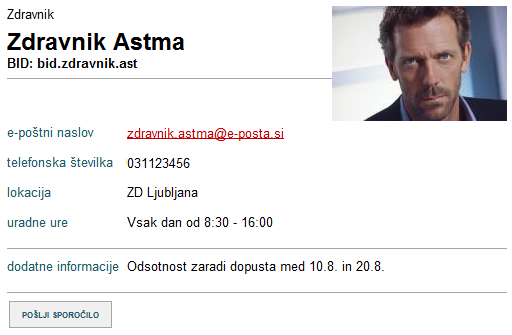 Zdravnik
Zdravnik Astma
BID: bid.zdravnik.ast
e-poštni naslov zdravnik.astma@e-posta.si
telefonska številka 031123456
lokacija ZD Ljubljana
uradne ure Vsak dan od 8:30 - 16:00
dodatne informacije Odsotnost zaradi dopusta med 10.8. in 20.8.
POŠLJI SPOROČILO